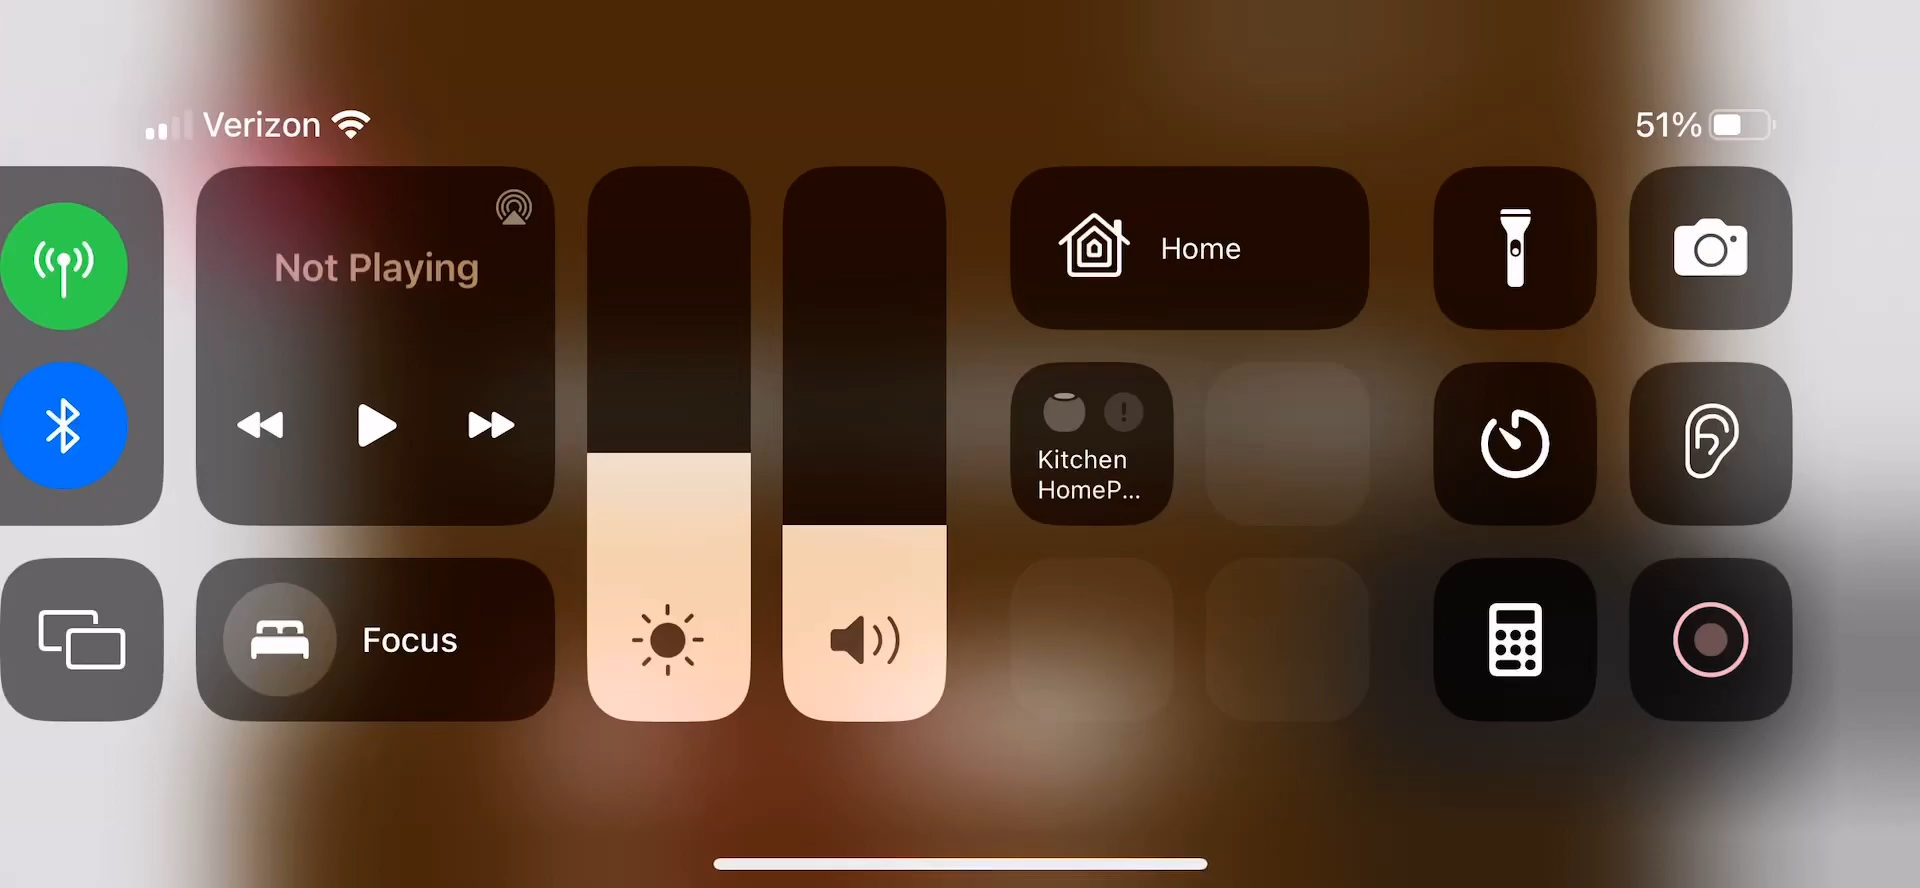 Verizon
51%
Not Playing
Home
Kitchen
HomeP...
Focus